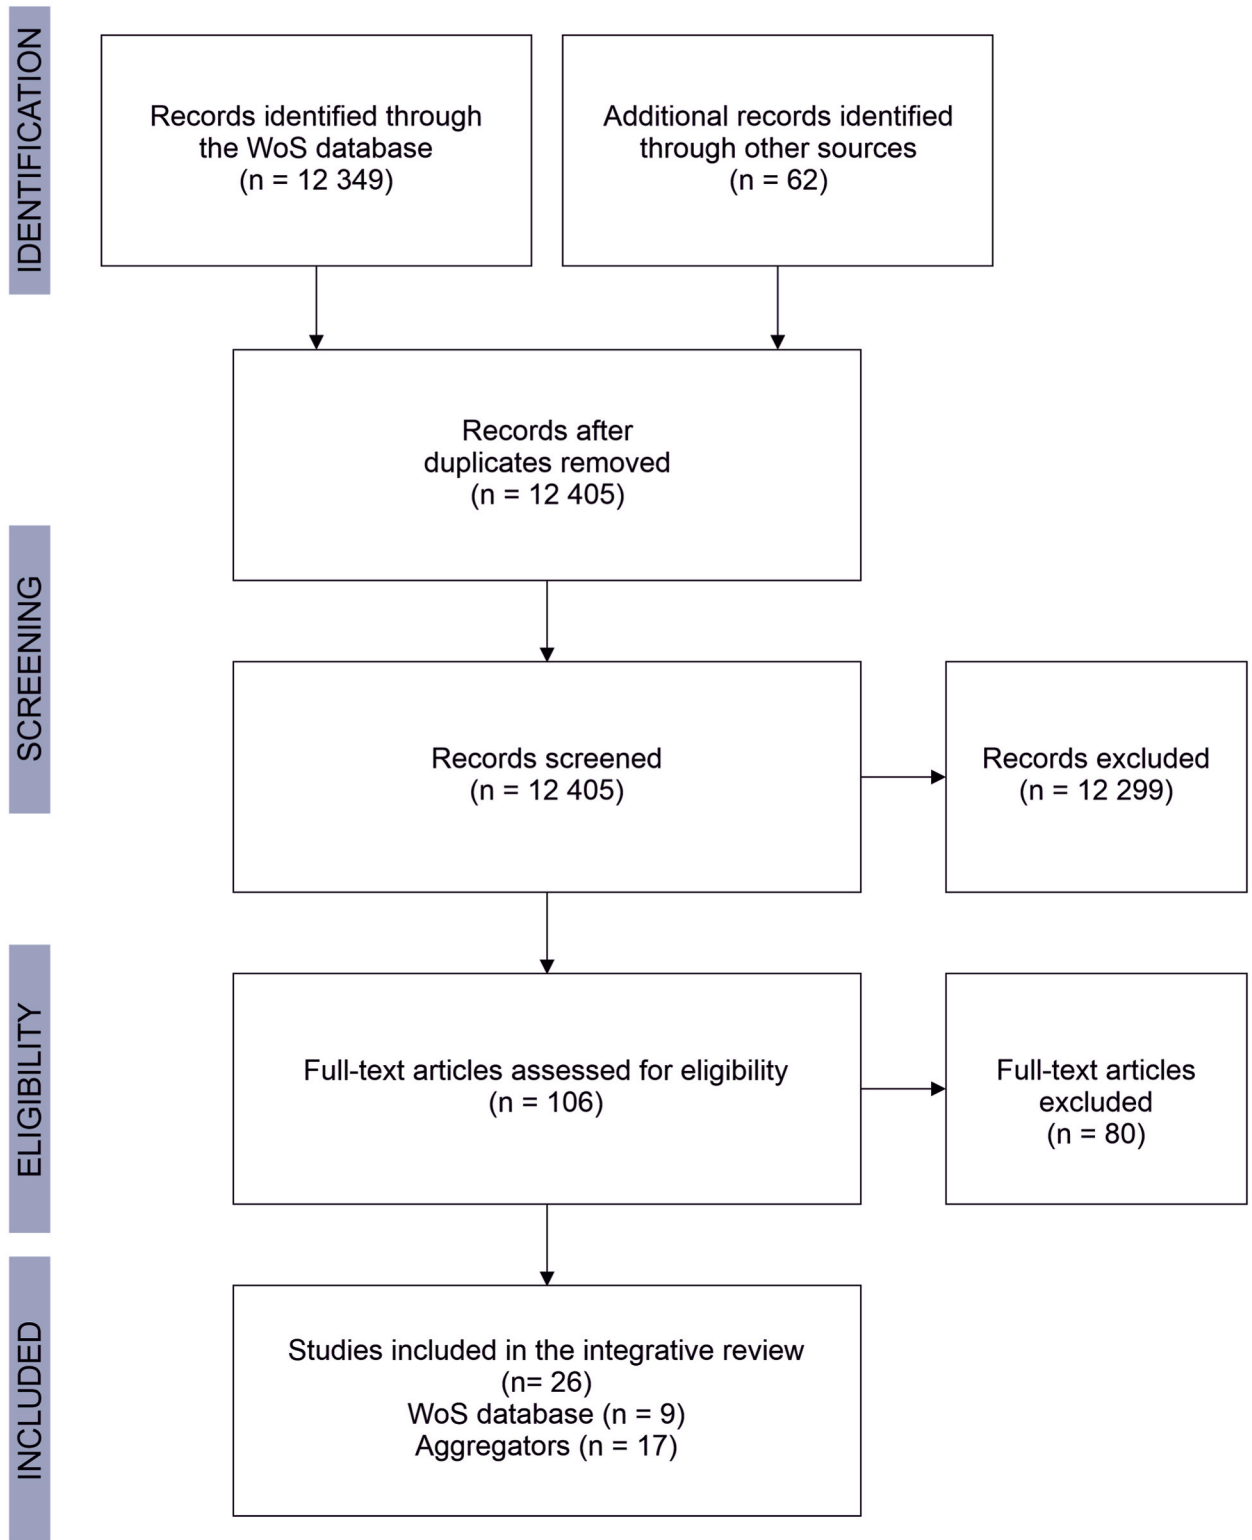 IDENTIFICATION
Records identified through
the WoS database
(n = 12 349)
Additional records identified
through other sources
(n = 62)
Records after
duplicates removed
(n = 12 405)
SCREENING
Records screened
(n = 12 405)
Records excluded
(n = 12 299)
ELIGIBILITY
Full-text articles assessed for eligibility
(n = 106)
Full-text articles
excluded
(n = 80)
INCLUDED
Studies included in the integrative review
(n= 26)
WoS database (n = 9)
Aggregators (n = 17)